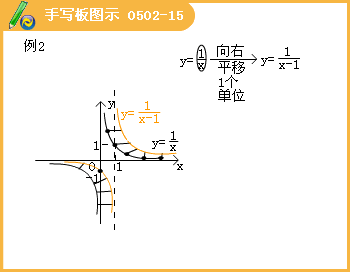 手写板图示 0502-15
例2
y=1/x 向右平移1个单位 → y=1/(x-1)
y
y=1/(x-1)
y=1/x
1
0
1
x
-1